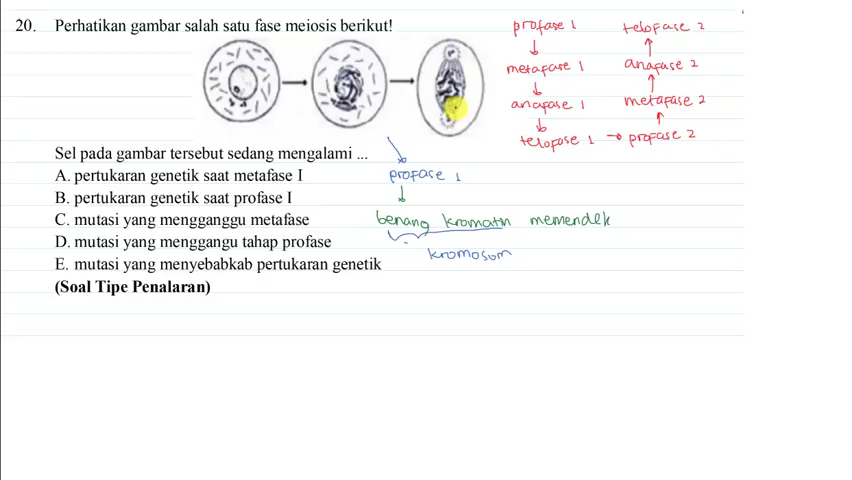 20. Perhatikan gambar salah satu fase meiosis berikut!
Sel pada gambar tersebut sedang mengalami ...
A. pertukaran genetik saat metafase I
B. pertukaran genetik saat profase I
C. mutasi yang mengganggu metafase
D. mutasi yang menggangu tahap profase
E. mutasi yang menyebabkab pertukaran genetik
(Soal Tipe Penalaran)
profase 1
metafase 1
anafase 1
telofase 1 → profase 2
metafase 2
anafase 2
telofase 2
profase 1
benang kromatin memendek
kromosom